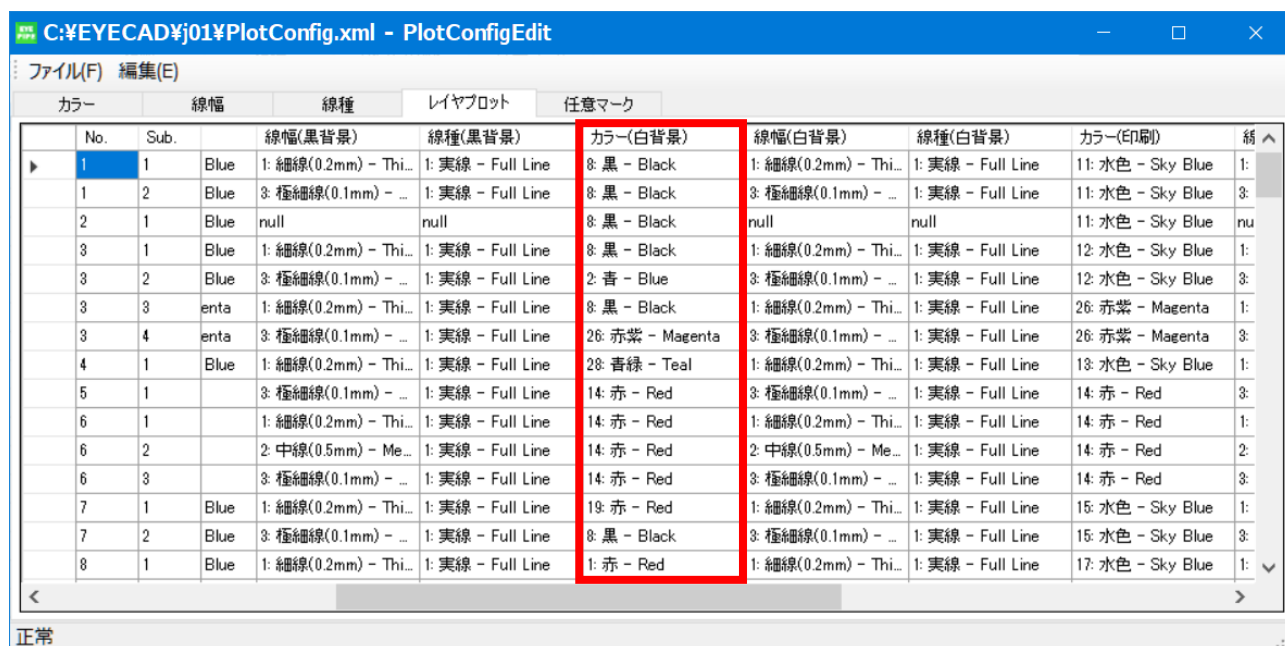 C:¥EYECAD¥j01¥PlotConfig.xml - PlotConfigEdit
ファイル(F) 編集(E)
カラー 線幅 線種 レイヤプロット 任意マーク
No. Sub. 線幅(黒背景) 線種(黒背景) カラー(白背景) 線幅(白背景) 線種(白背景) カラー(印刷) 線
1 1 Blue 1: 細線(0.2mm) - Thi... 1: 実線 - Full Line 8: 黒 - Black 1: 細線(0.2mm) - Thi... 1: 実線 - Full Line 11: 水色 - Sky Blue 1:
1 2 Blue 3: 極細線(0.1mm) - ... 1: 実線 - Full Line 8: 黒 - Black 3: 極細線(0.1mm) - ... 1: 実線 - Full Line 11: 水色 - Sky Blue 3:
2 1 Blue null null 8: 黒 - Black null null 11: 水色 - Sky Blue nu
3 1 Blue 1: 細線(0.2mm) - Thi... 1: 実線 - Full Line 8: 黒 - Black 1: 細線(0.2mm) - Thi... 1: 実線 - Full Line 12: 水色 - Sky Blue 1:
3 2 Blue 3: 極細線(0.1mm) - ... 1: 実線 - Full Line 2: 青 - Blue 3: 極細線(0.1mm) - ... 1: 実線 - Full Line 12: 水色 - Sky Blue 3:
3 3 enta 1: 細線(0.2mm) - Thi... 1: 実線 - Full Line 8: 黒 - Black 1: 細線(0.2mm) - Thi... 1: 実線 - Full Line 26: 赤紫 - Magenta 1:
3 4 enta 3: 極細線(0.1mm) - ... 1: 実線 - Full Line 26: 赤紫 - Magenta 3: 極細線(0.1mm) - ... 1: 実線 - Full Line 26: 赤紫 - Magenta 3:
4 1 Blue 1: 細線(0.2mm) - Thi... 1: 実線 - Full Line 28: 青緑 - Teal 1: 細線(0.2mm) - Thi... 1: 実線 - Full Line 13: 水色 - Sky Blue 1:
5 1 3: 極細線(0.1mm) - ... 1: 実線 - Full Line 14: 赤 - Red 3: 極細線(0.1mm) - ... 1: 実線 - Full Line 14: 赤 - Red 3:
6 1 1: 細線(0.2mm) - Thi... 1: 実線 - Full Line 14: 赤 - Red 1: 細線(0.2mm) - Thi... 1: 実線 - Full Line 14: 赤 - Red 1:
6 2 2: 中線(0.5mm) - Me... 1: 実線 - Full Line 14: 赤 - Red 2: 中線(0.5mm) - Me... 1: 実線 - Full Line 14: 赤 - Red 2:
6 3 3: 極細線(0.1mm) - ... 1: 実線 - Full Line 14: 赤 - Red 3: 極細線(0.1mm) - ... 1: 実線 - Full Line 14: 赤 - Red 3:
7 1 Blue 1: 細線(0.2mm) - Thi... 1: 実線 - Full Line 19: 赤 - Red 1: 細線(0.2mm) - Thi... 1: 実線 - Full Line 15: 水色 - Sky Blue 1:
7 2 Blue 3: 極細線(0.1mm) - ... 1: 実線 - Full Line 8: 黒 - Black 3: 極細線(0.1mm) - ... 1: 実線 - Full Line 15: 水色 - Sky Blue 3:
8 1 Blue 1: 細線(0.2mm) - Thi... 1: 実線 - Full Line 1: 赤 - Red 1: 細線(0.2mm) - Thi... 1: 実線 - Full Line 17: 水色 - Sky Blue 1:
正常